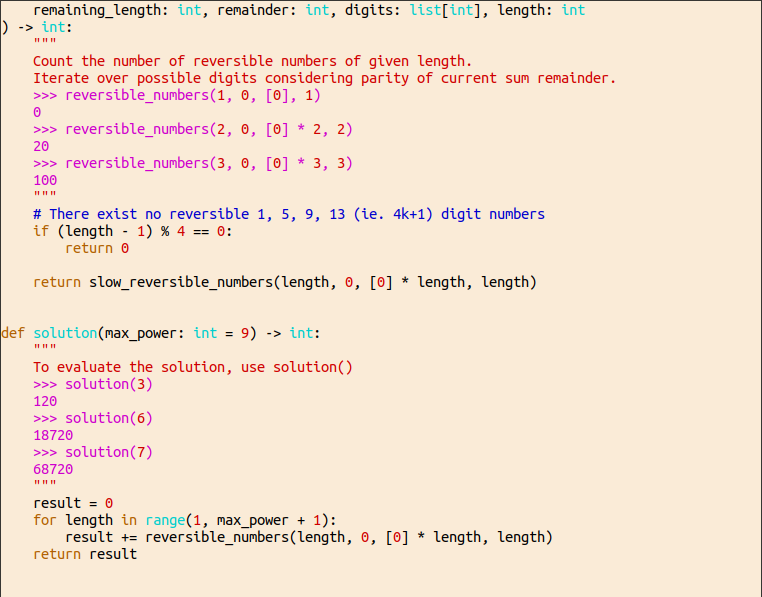 remaining_length: int, remainder: int, digits: list[int], length: int
) -> int:
    """
    Count the number of reversible numbers of given length.
    Iterate over possible digits considering parity of current sum remainder.
    >>> reversible_numbers(1, 0, [0], 1)
    0
    >>> reversible_numbers(2, 0, [0] * 2, 2)
    20
    >>> reversible_numbers(3, 0, [0] * 3, 3)
    100
    """
    # There exist no reversible 1, 5, 9, 13 (ie. 4k+1) digit numbers
    if (length - 1) % 4 == 0:
        return 0

    return slow_reversible_numbers(length, 0, [0] * length, length)


def solution(max_power: int = 9) -> int:
    """
    To evaluate the solution, use solution()
    >>> solution(3)
    120
    >>> solution(6)
    18720
    >>> solution(7)
    68720
    """
    result = 0
    for length in range(1, max_power + 1):
        result += reversible_numbers(length, 0, [0] * length, length)
    return result